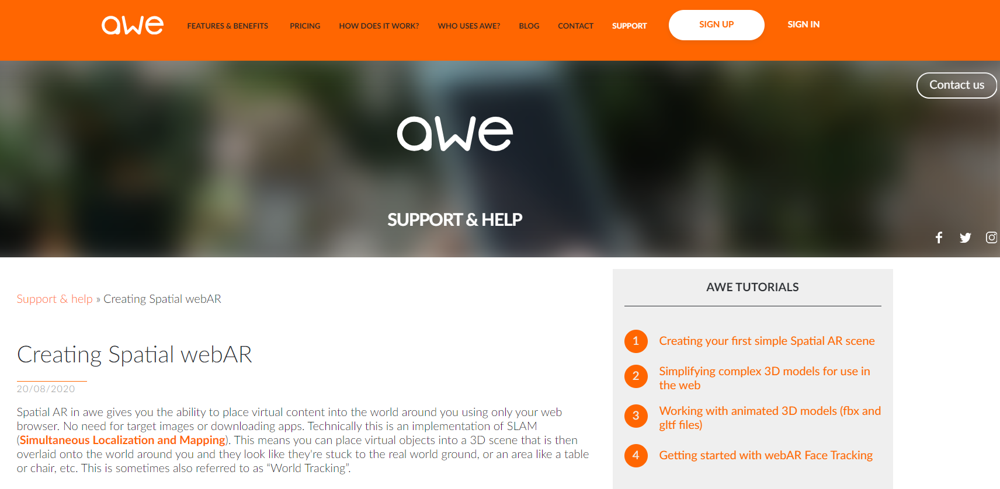 awe
FEATURES & BENEFITS
PRICING
HOW DOES IT WORK?
WHO USES AWE?
BLOG
CONTACT
SUPPORT
SIGN UP
SIGN IN
Contact us
awe
SUPPORT & HELP
Support & help » Creating Spatial webAR
Creating Spatial webAR
20/08/2020
Spatial AR in awe gives you the ability to place virtual content into the world around you using only your web
browser. No need for target images or downloading apps. Technically this is an implementation of SLAM
(Simultaneous Localization and Mapping). This means you can place virtual objects into a 3D scene that is then
overlaid onto the world around you and they look like they're stuck to the real world ground, or an area like a table
or chair, etc. This is sometimes also referred to as “World Tracking”.
AWE TUTORIALS
1 Creating your first simple Spatial AR scene
2 Simplifying complex 3D models for use in
the web
3 Working with animated 3D models (fbx and
gltf files)
4 Getting started with webAR Face Tracking